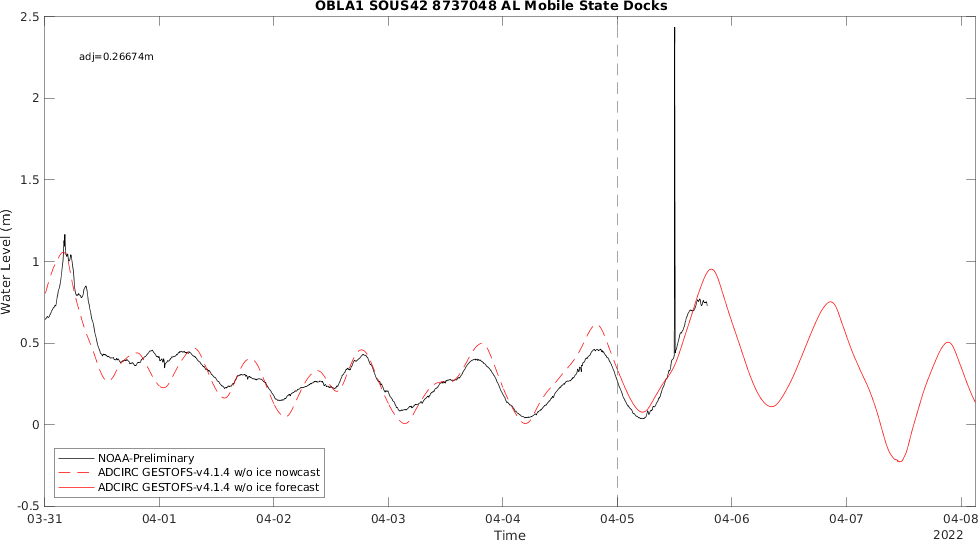 OBLA1 SOUS42 8737048 AL Mobile State Docks
adj=0.26674m
2.5
2
1.5
1
0.5
0
-0.5
Water Level (m)
NOAA-Preliminary
ADCIRC GESTOFS-v4.1.4 w/o ice nowcast
ADCIRC GESTOFS-v4.1.4 w/o ice forecast
03-31 04-01 04-02 04-03 04-04 04-05 04-06 04-07 04-08
Time
2022